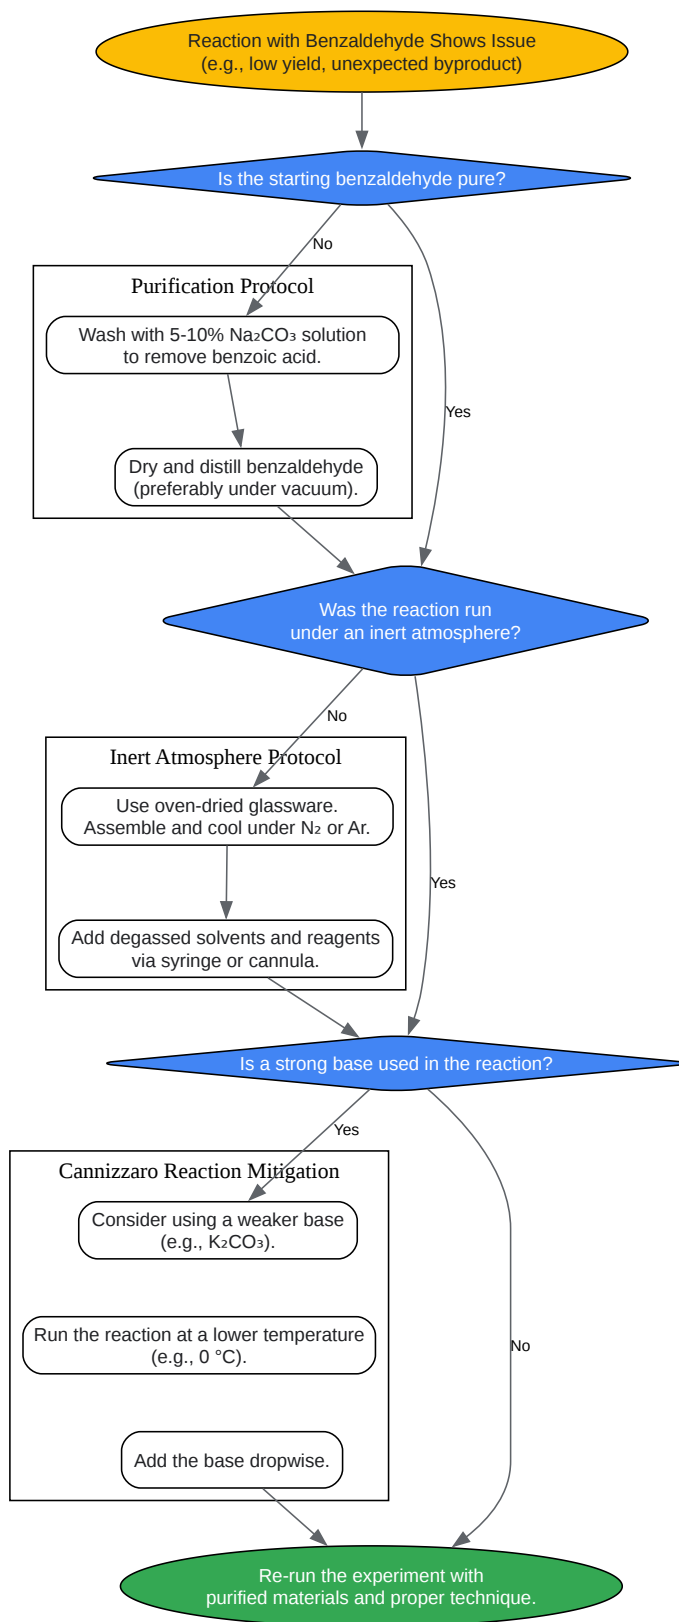 Reaction with Benzaldehyde Shows Issue
(e.g., low yield, unexpected byproduct)
Is the starting benzaldehyde pure?
No
Purification Protocol
Wash with 5-10% Na₂CO₃ solution
to remove benzoic acid.
Yes
Dry and distill benzaldehyde
(preferably under vacuum).
Was the reaction run
under an inert atmosphere?
No
Inert Atmosphere Protocol
Use oven-dried glassware.
Assemble and cool under N₂ or Ar.
Yes
Add degassed solvents and reagents
via syringe or cannula.
Is a strong base used in the reaction?
Yes
Cannizzaro Reaction Mitigation
Consider using a weaker base
(e.g., K₂CO₃).
Run the reaction at a lower temperature
(e.g., 0 °C).
No
Add the base dropwise.
Re-run the experiment with
purified materials and proper technique.